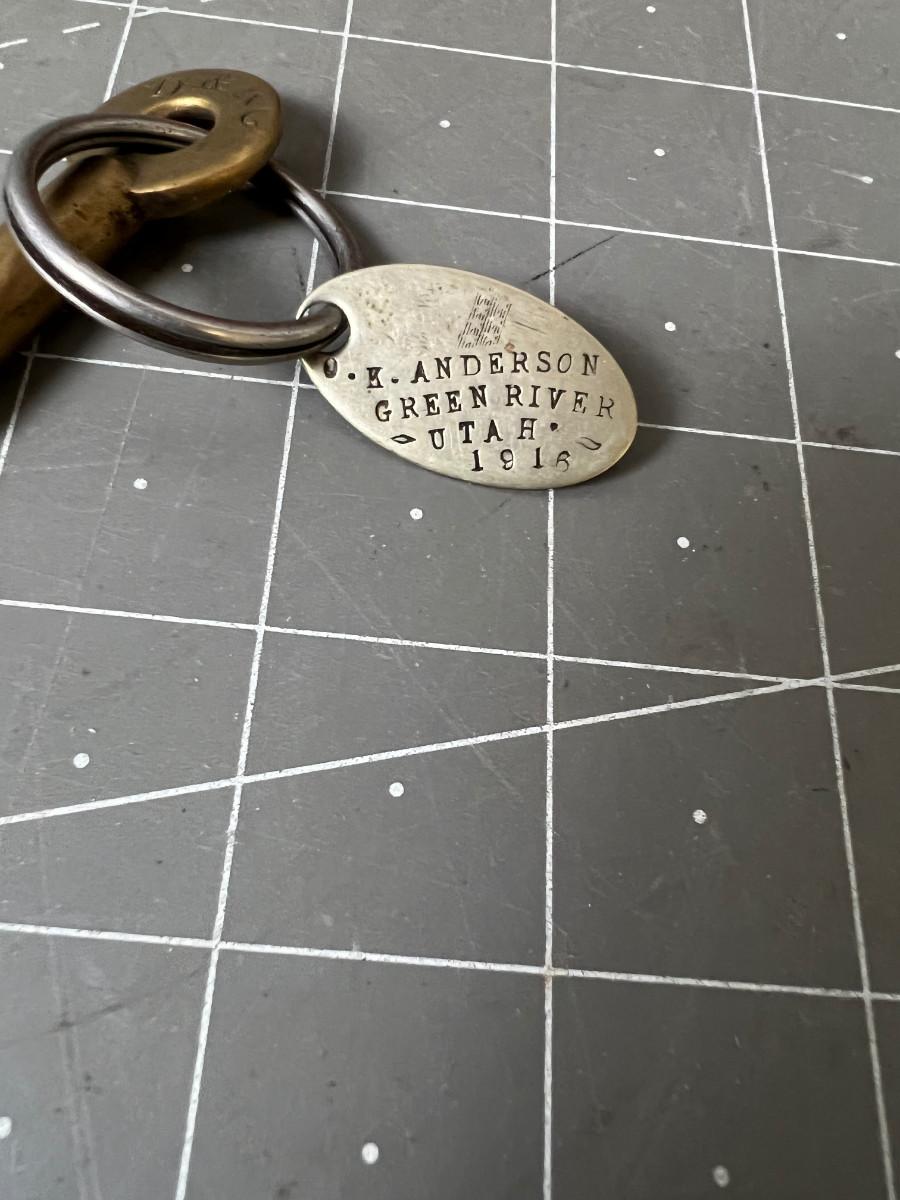 D & R G
O. K. ANDERSON
GREEN RIVER
UTAH.
1916